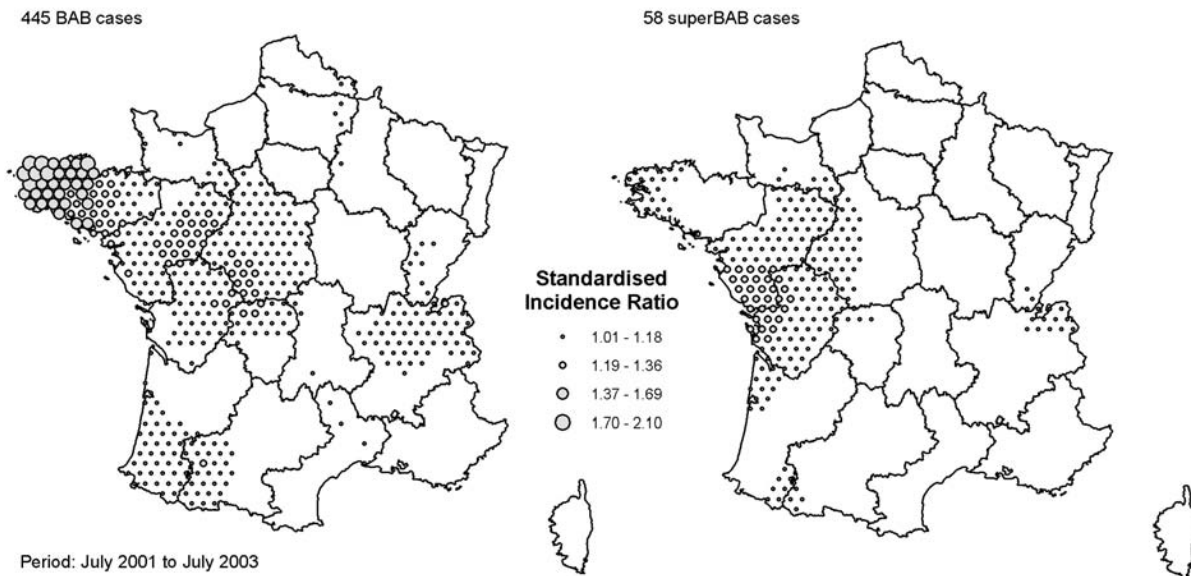 445 BAB cases
58 superBAB cases
Standardised
Incidence Ratio
1.01 - 1.18
1.19 - 1.36
1.37 - 1.69
1.70 - 2.10
Period: July 2001 to July 2003